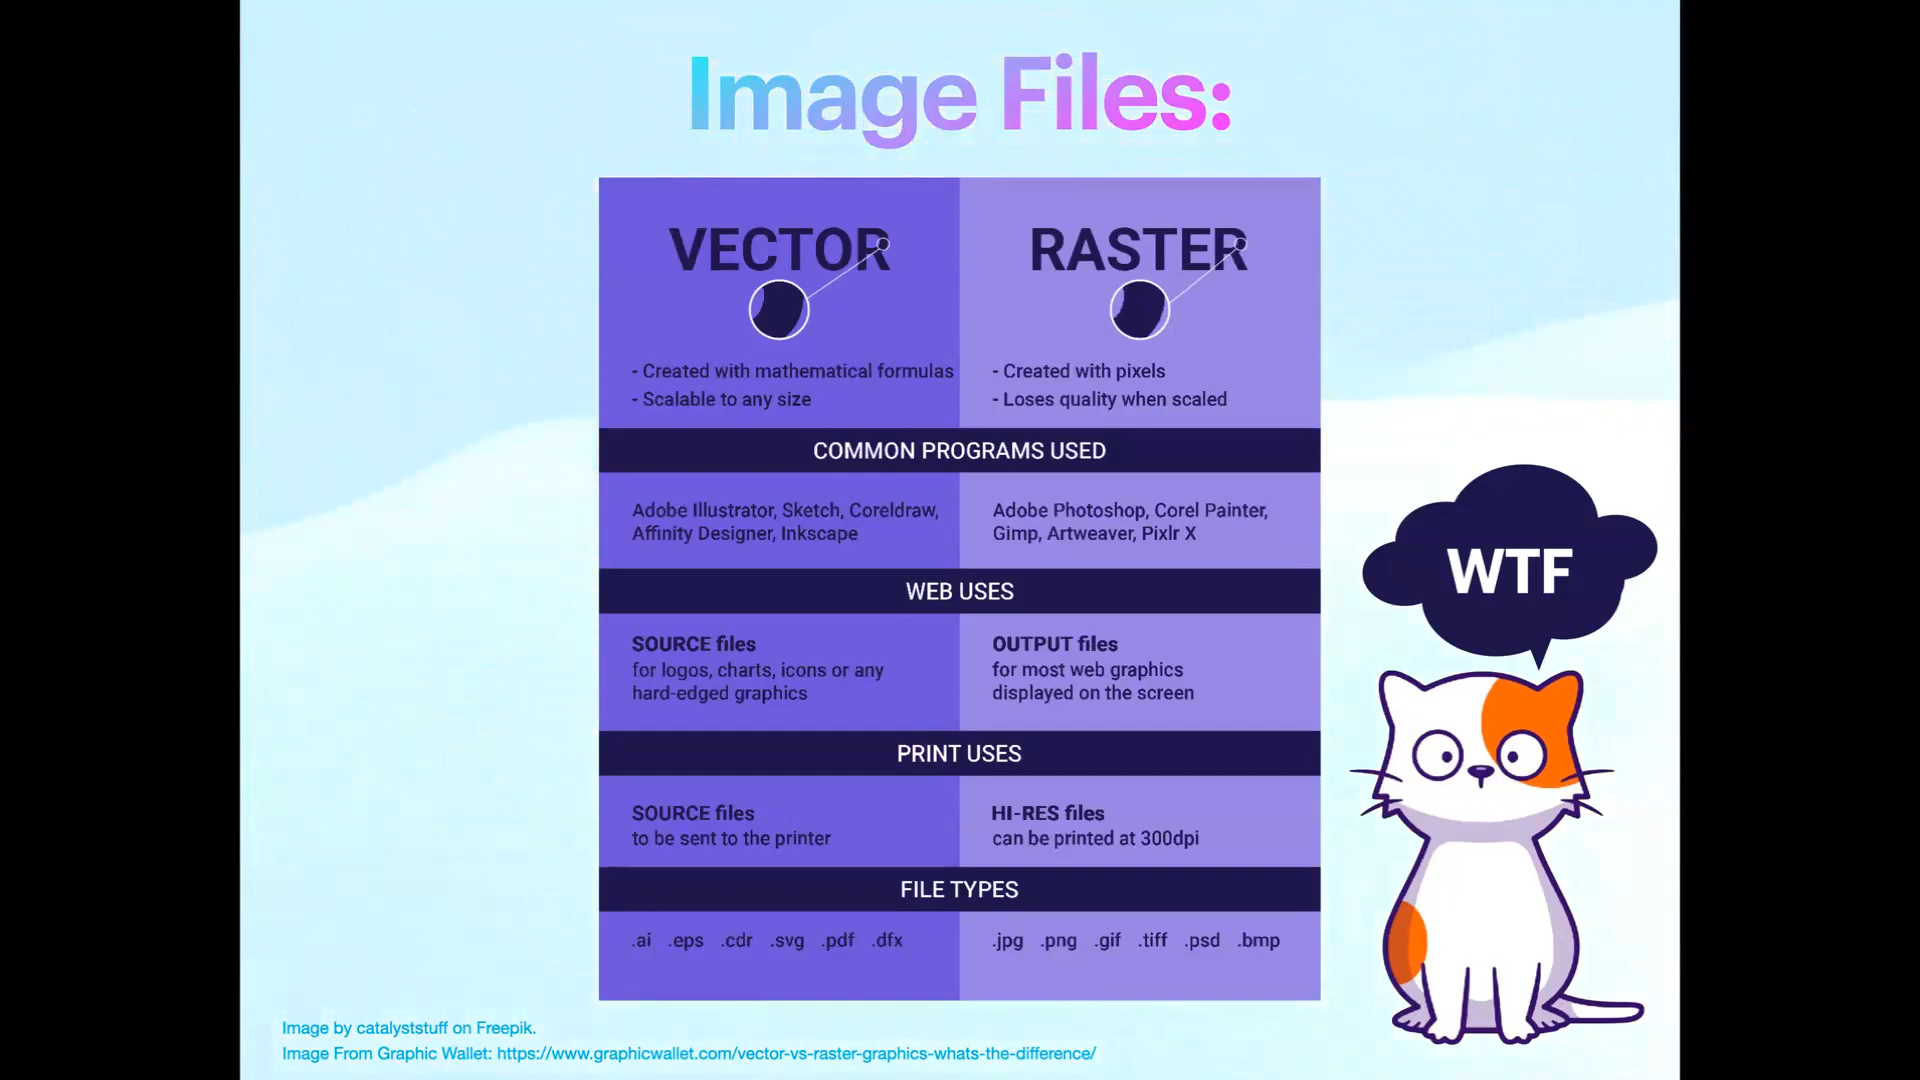 Image Files:
VECTOR
- Created with mathematical formulas
- Scalable to any size
RASTER
- Created with pixels
- Loses quality when scaled
COMMON PROGRAMS USED
Adobe Illustrator, Sketch, Coreldraw,
Affinity Designer, Inkscape
Adobe Photoshop, Corel Painter,
Gimp, Artweaver, Pixlr X
WEB USES
SOURCE files
for logos, charts, icons or any
hard-edged graphics
OUTPUT files
for most web graphics
displayed on the screen
PRINT USES
SOURCE files
to be sent to the printer
HI-RES files
can be printed at 300dpi
FILE TYPES
.ai .eps .cdr .svg .pdf .dfx
.jpg .png .gif .tiff .psd .bmp
WTF
Image by catalyststuff on Freepik.
Image From Graphic Wallet: https://www.graphicwallet.com/vector-vs-raster-graphics-whats-the-difference/